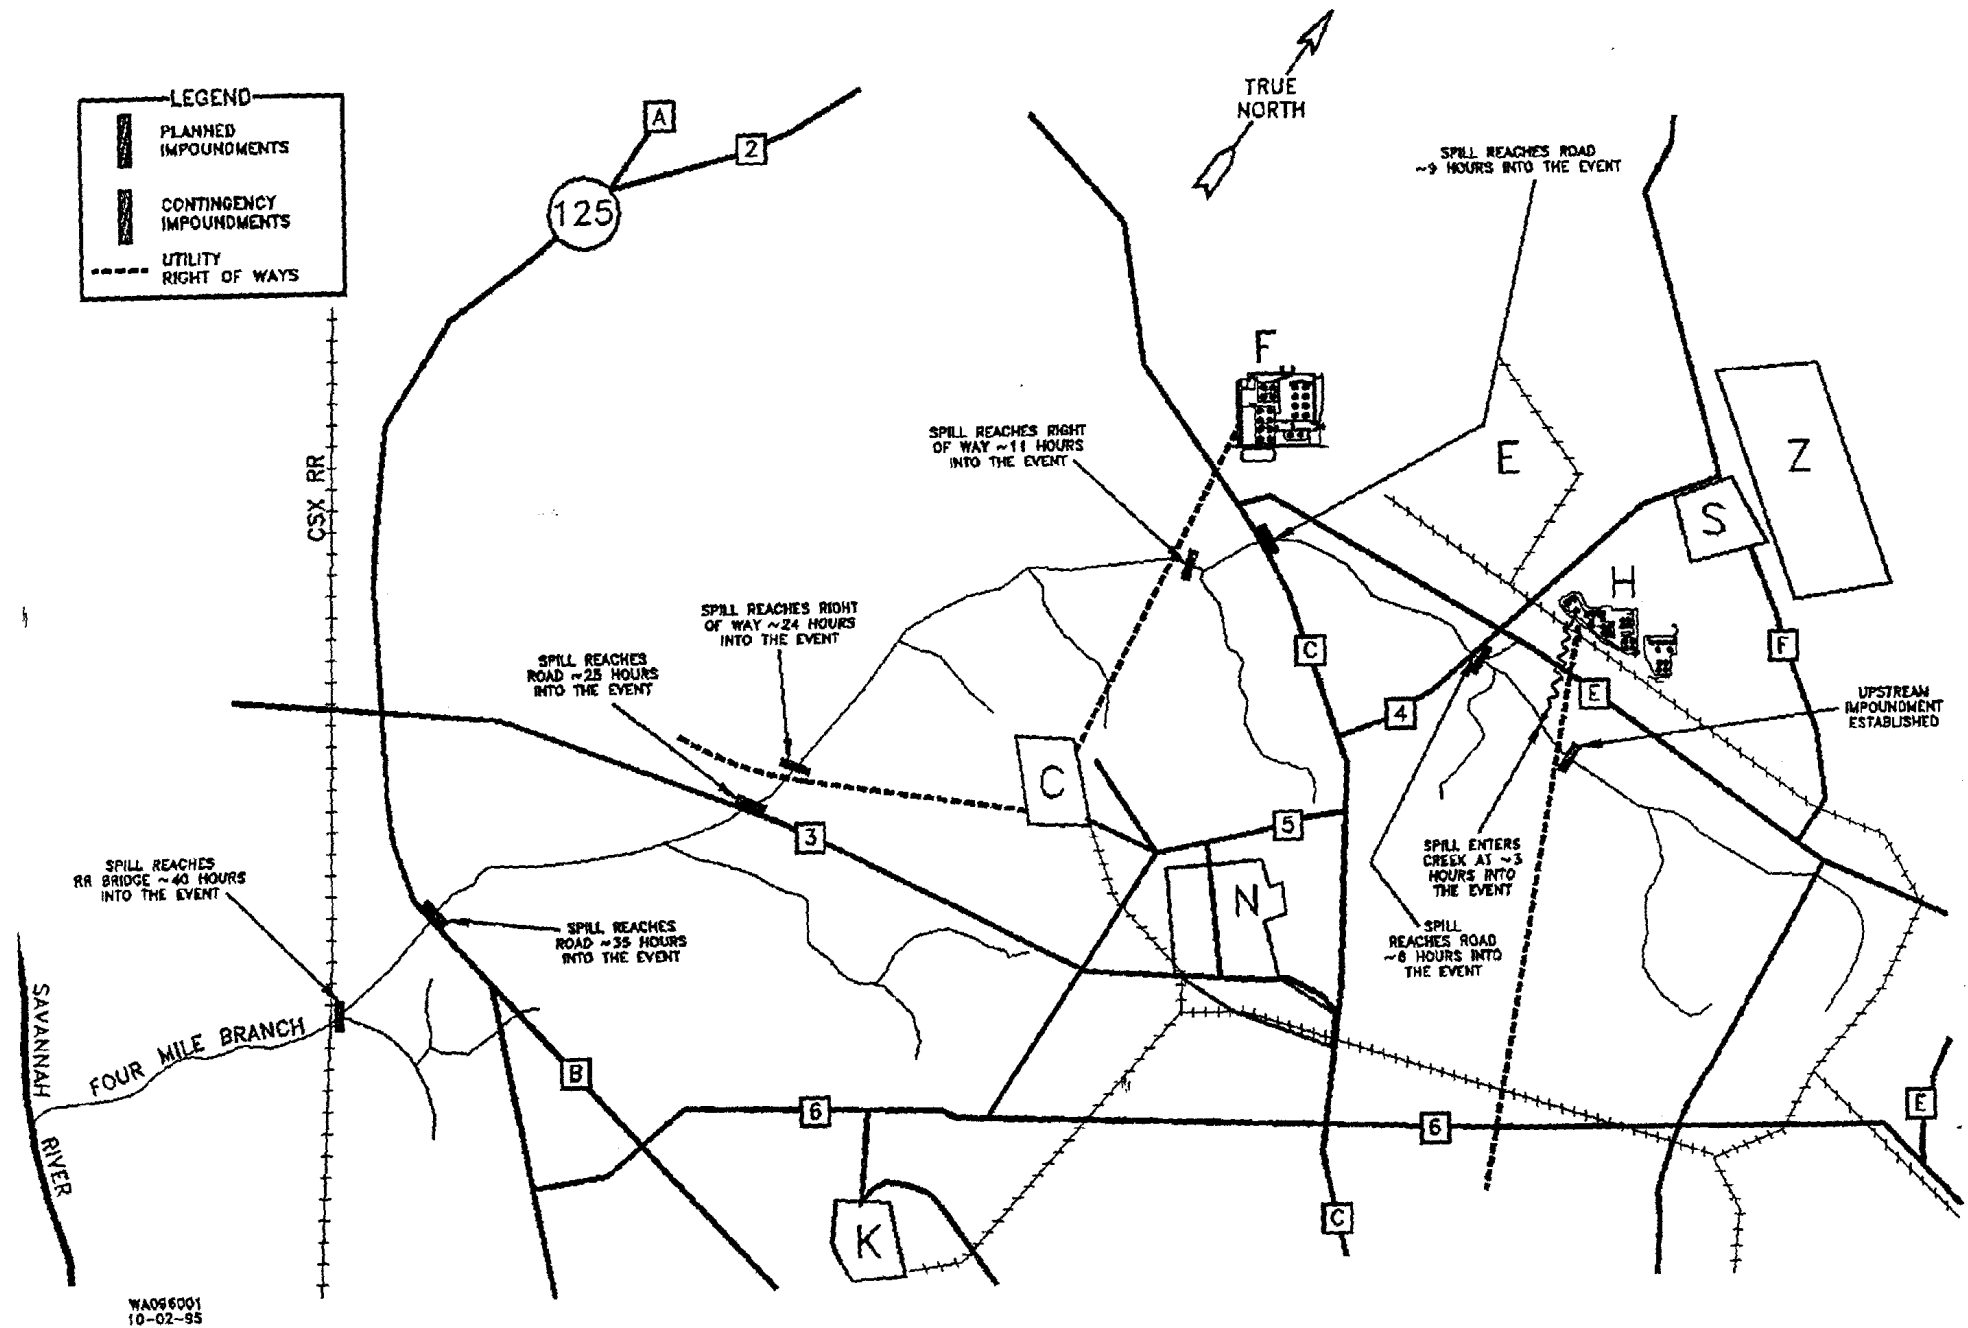 LEGEND
PLANNED
IMPOUNDMENTS
CONTINGENCY
IMPOUNDMENTS
UTILITY
RIGHT OF WAYS
A
2
125
TRUE
NORTH
SPILL REACHES ROAD
~9 HOURS INTO THE EVENT
F
SPILL REACHES RIGHT
OF WAY ~11 HOURS
INTO THE EVENT
E
Z
S
CSX RR
H
SPILL REACHES RIGHT
OF WAY ~24 HOURS
INTO THE EVENT
C
F
SPILL REACHES
ROAD ~25 HOURS
INTO THE EVENT
E
4
UPSTREAM
IMPOUNDMENT
ESTABLISHED
C
5
3
SPILL ENTERS
CREEK AT ~3
HOURS INTO
THE EVENT
SPILL REACHES
RR BRIDGE ~40 HOURS
INTO THE EVENT
N
SPILL REACHES
ROAD ~35 HOURS
INTO THE EVENT
SPILL
REACHES ROAD
HOURS INTO
THE EVENT
SAVANNAH
RIVER
FOUR MILE BRANCH
B
6
6
E
K
C
WA096001
10-02-95